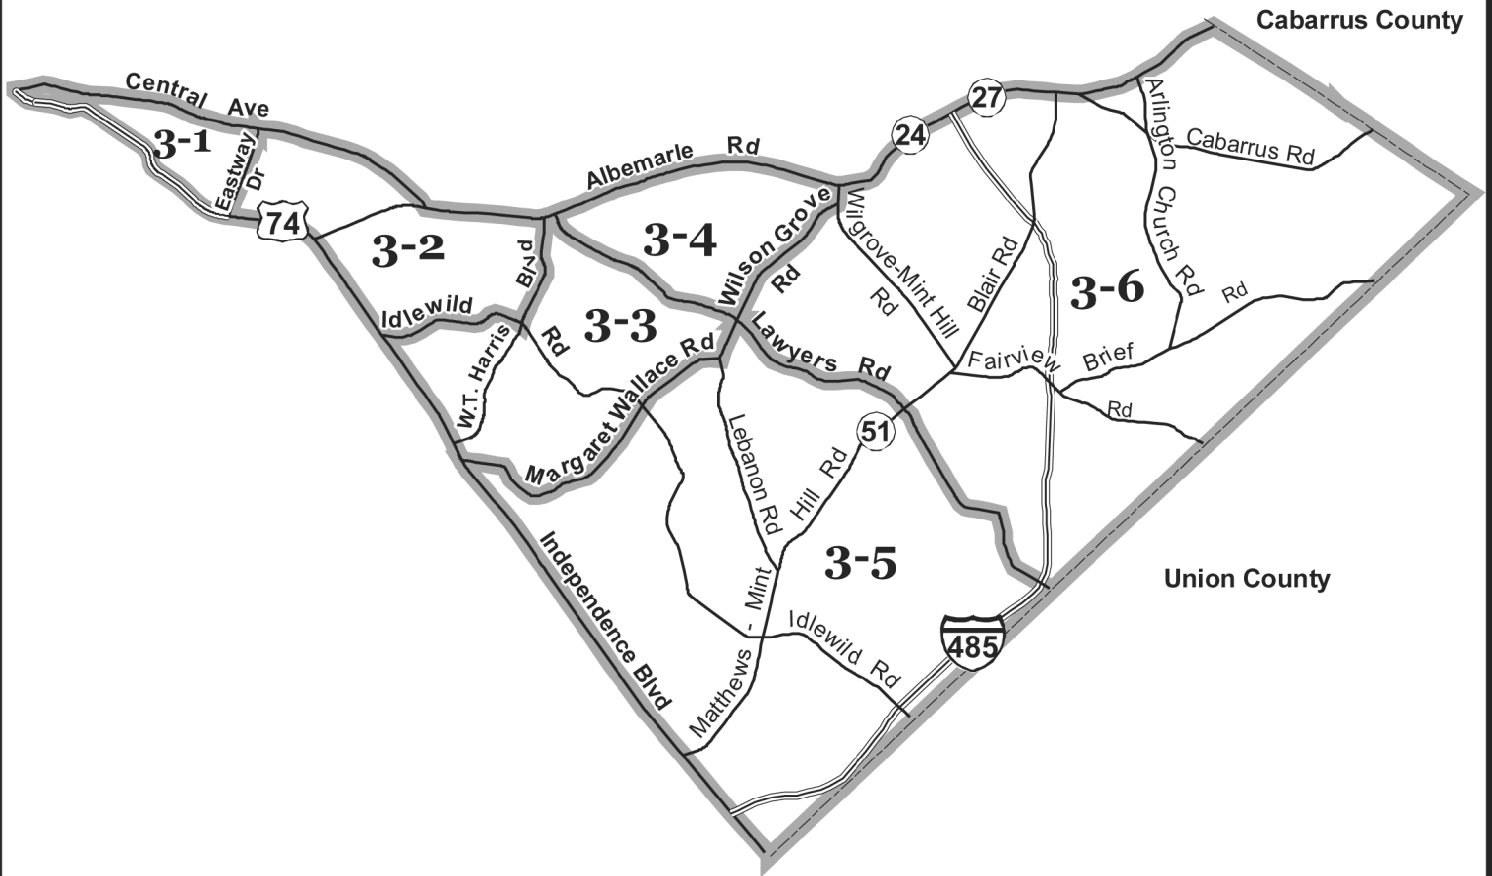 Cabarrus County
Central Ave
27
24
3-1
Eastway Dr
Albemarle Rd
Arlington Church Rd
Cabarrus Rd
74
3-2
3-4
Wilson Grove Rd
Wilgrove-Mint Hill Rd
Blair Rd
3-6
Brief Rd
Idlewild Rd
W.T. Harris Blvd
3-3
Margaret Wallace Rd
Lawyers Rd
Fairview Rd
51
Lebanon Rd
Matthews - Mint Hill Rd
3-5
Union County
Independence Blvd
Idlewild Rd
485